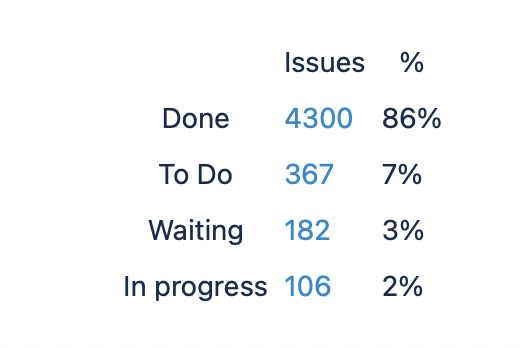 Issues %
Done 4300 86%
To Do 367 7%
Waiting 182 3%
In progress 106 2%